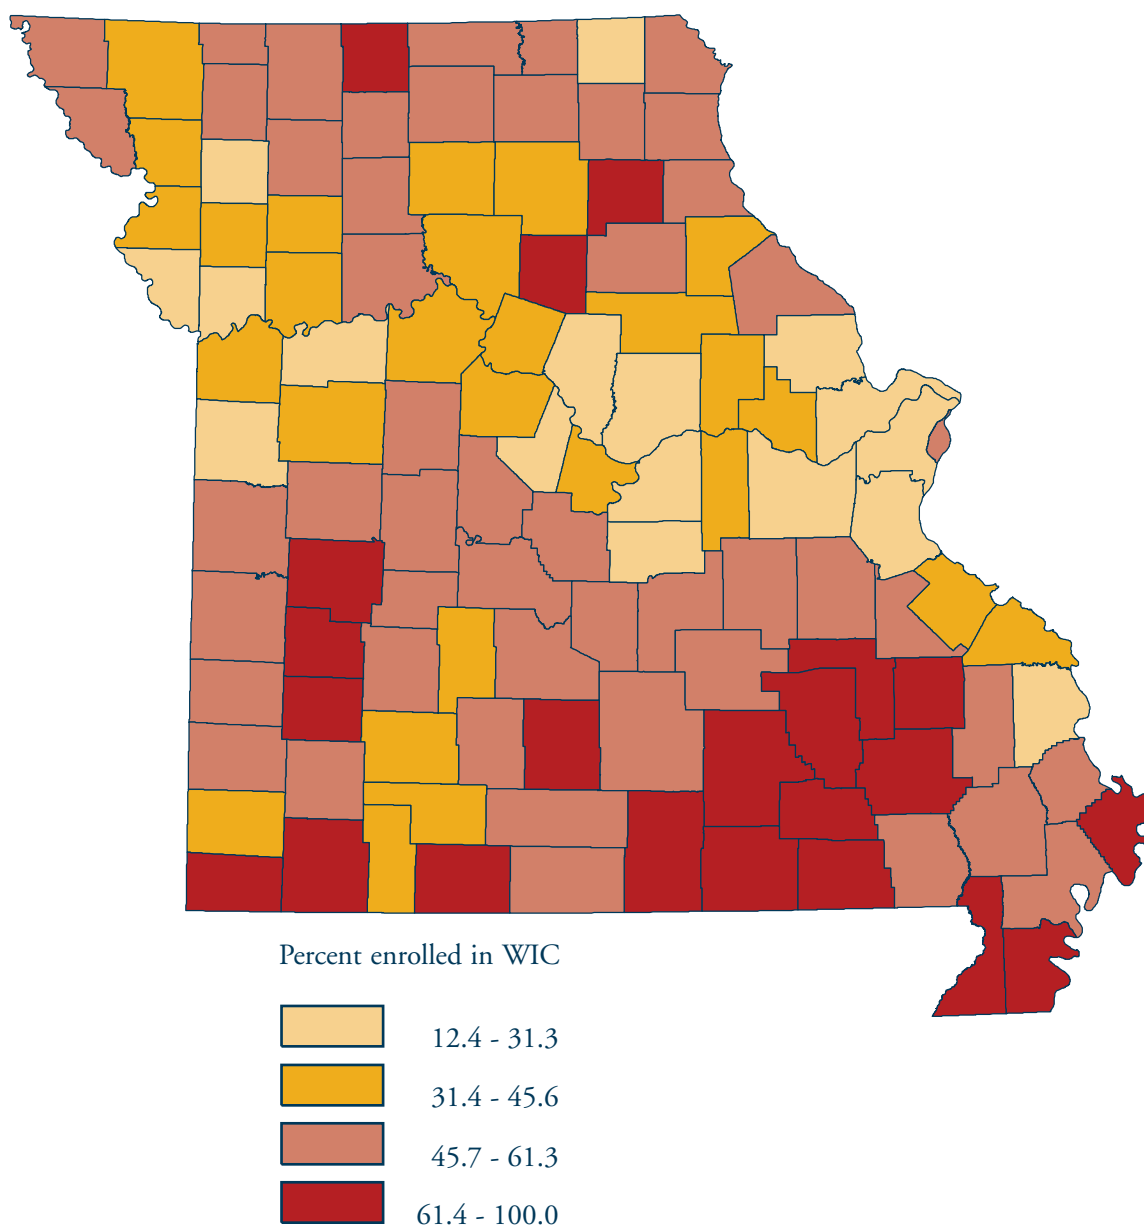 Percent enrolled in WIC
12.4 - 31.3
31.4 - 45.6
45.7 - 61.3
61.4 - 100.0